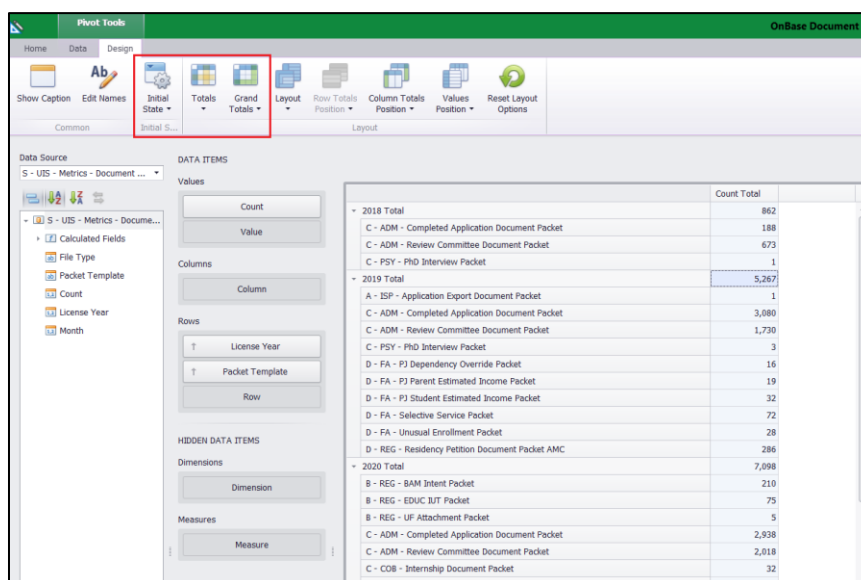 Pivot Tools
OnBase Document
Home Data Design
Show Caption
Edit Names
Initial State
Totals
Grand Totals
Layout
Row Totals Position
Column Totals Position
Values Position
Reset Layout Options
Common
Initial S...
Layout
Data Source
S - UIS - Metrics - Document ...
S - UIS - Metrics - Docume...
Calculated Fields
File Type
Packet Template
Count
License Year
Month
DATA ITEMS
Values
Count
Value
Columns
Column
Rows
License Year
Packet Template
Row
HIDDEN DATA ITEMS
Dimensions
Dimension
Measures
Measure
Count Total
2018 Total 862
C - ADM - Completed Application Document Packet 188
C - ADM - Review Committee Document Packet 673
C - PSY - PhD Interview Packet 1
2019 Total 5,267
A - ISP - Application Export Document Packet 1
C - ADM - Completed Application Document Packet 3,080
C - ADM - Review Committee Document Packet 1,730
C - PSY - PhD Interview Packet 3
D - FA - PJ Dependency Override Packet 16
D - FA - PJ Parent Estimated Income Packet 19
D - FA - PJ Student Estimated Income Packet 32
D - FA - Selective Service Packet 72
D - FA - Unusual Enrollment Packet 28
D - REG - Residency Petition Document Packet AMC 286
2020 Total 7,098
B - REG - BAM Intent Packet 210
B - REG - EDUC IUT Packet 75
B - REG - UF Attachment Packet 5
C - ADM - Completed Application Document Packet 2,938
C - ADM - Review Committee Document Packet 2,018
C - COB - Internship Document Packet 32